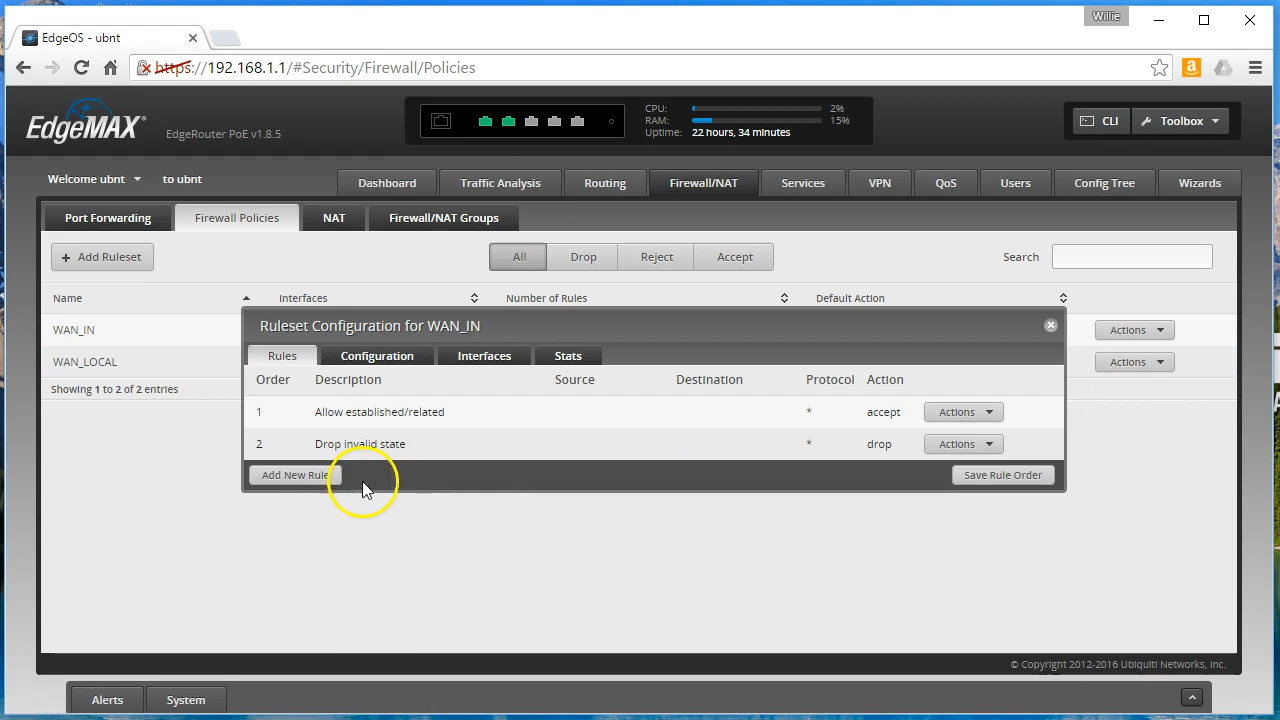 Willie
EdgeOS - ubnt
https://192.168.1.1/#Security/Firewall/Policies
EdgeMAX
EdgeRouter PoE v1.8.5
CPU: 2%
RAM: 15%
Uptime: 22 hours, 34 minutes
CLI
Toolbox
Welcome ubnt to ubnt
Dashboard
Traffic Analysis
Routing
Firewall/NAT
Services
VPN
QoS
Users
Config Tree
Wizards
Port Forwarding
Firewall Policies
NAT
Firewall/NAT Groups
+ Add Ruleset
All
Drop
Reject
Accept
Search
Name Interfaces Number of Rules Default Action
WAN_IN Actions
WAN_LOCAL Actions
Showing 1 to 2 of 2 entries
Ruleset Configuration for WAN_IN
Rules
Configuration
Interfaces
Stats
Order Description Source Destination Protocol Action
1 Allow established/related * accept Actions
2 Drop invalid state * drop Actions
Add New Rule
Save Rule Order
© Copyright 2012-2016 Ubiquiti Networks, Inc.
Alerts
System